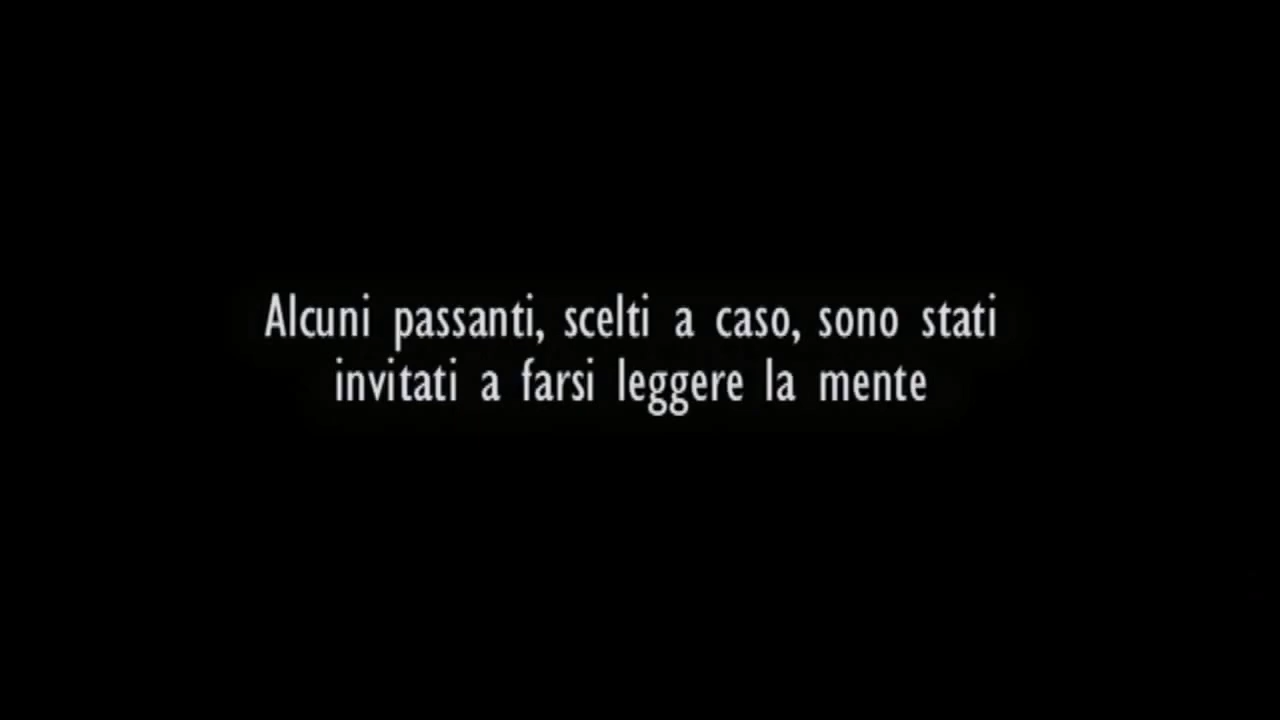 Alcuni passanti, scelti a caso, sono stati
invitati a farsi leggere la mente